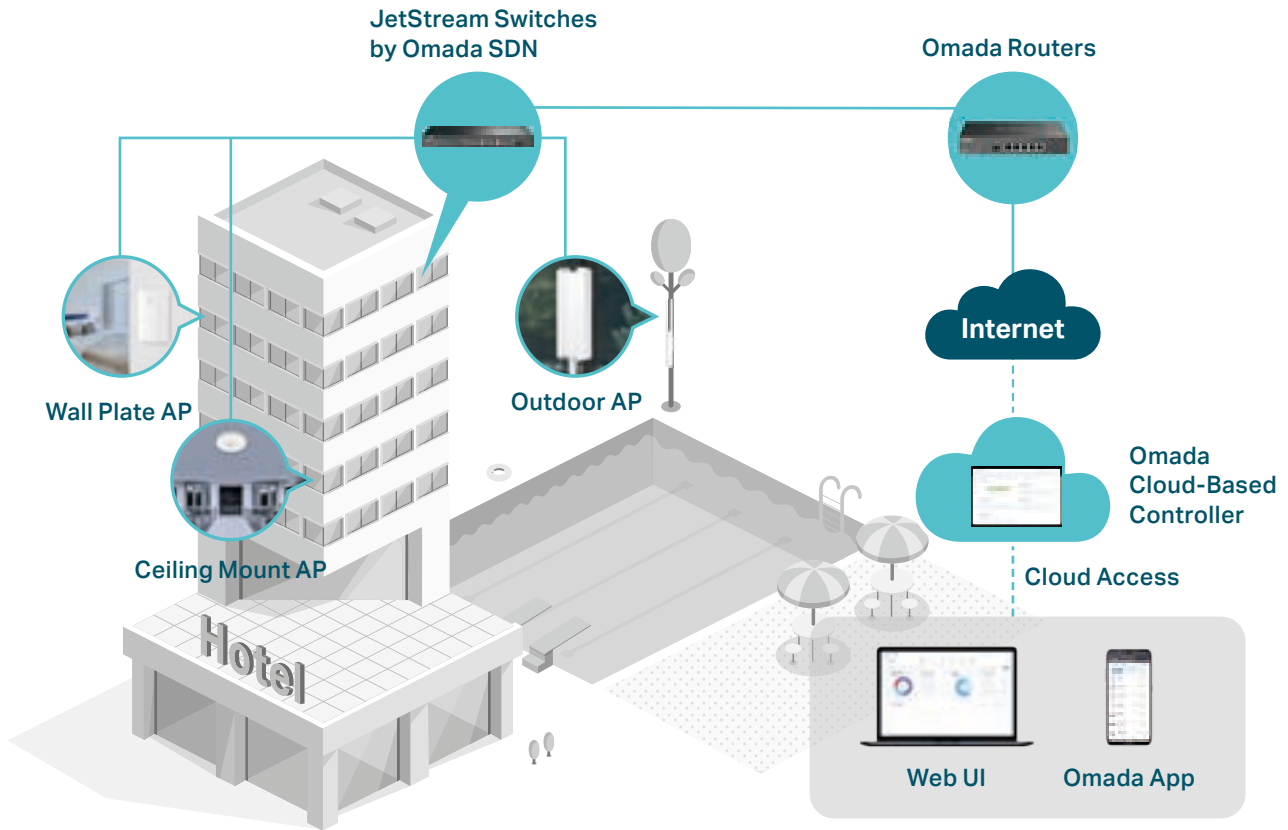 JetStream Switches
by Omada SDN
Omada Routers
Internet
Wall Plate AP
Outdoor AP
Omada
Cloud-Based
Controller
Ceiling Mount AP
Cloud Access
Hotel
Web UI
Omada App